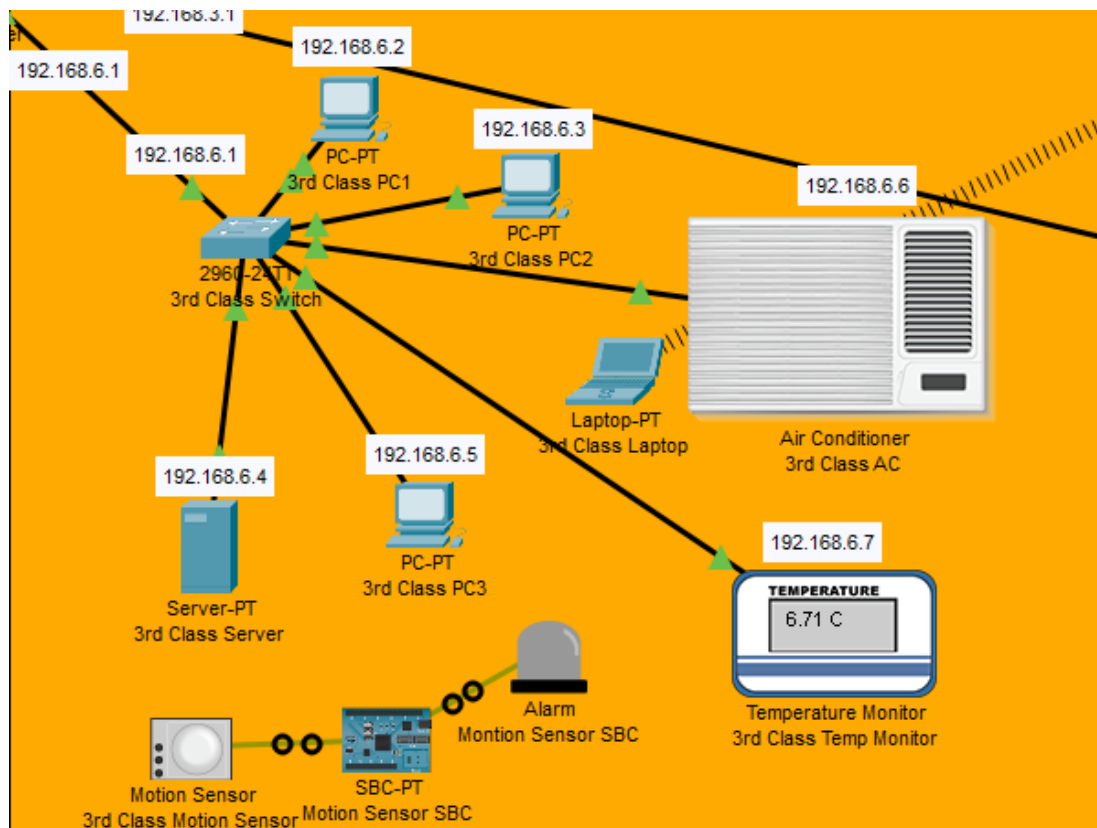 192.168.3.1
er
192.168.6.1
192.168.6.2
192.168.6.3
192.168.6.1
PC-PT
3rd Class PC1
192.168.6.6
PC-PT
3rd Class PC2
2960-24TT
3rd Class Switch
Laptop-PT
3rd Class Laptop
Air Conditioner
3rd Class AC
192.168.6.4
192.168.6.5
192.168.6.7
PC-PT
3rd Class PC3
TEMPERATURE
6.71 C
Server-PT
3rd Class Server
Alarm
Montion Sensor SBC
Temperature Monitor
3rd Class Temp Monitor
Motion Sensor
3rd Class Motion Sensor
SBC-PT
Motion Sensor SBC